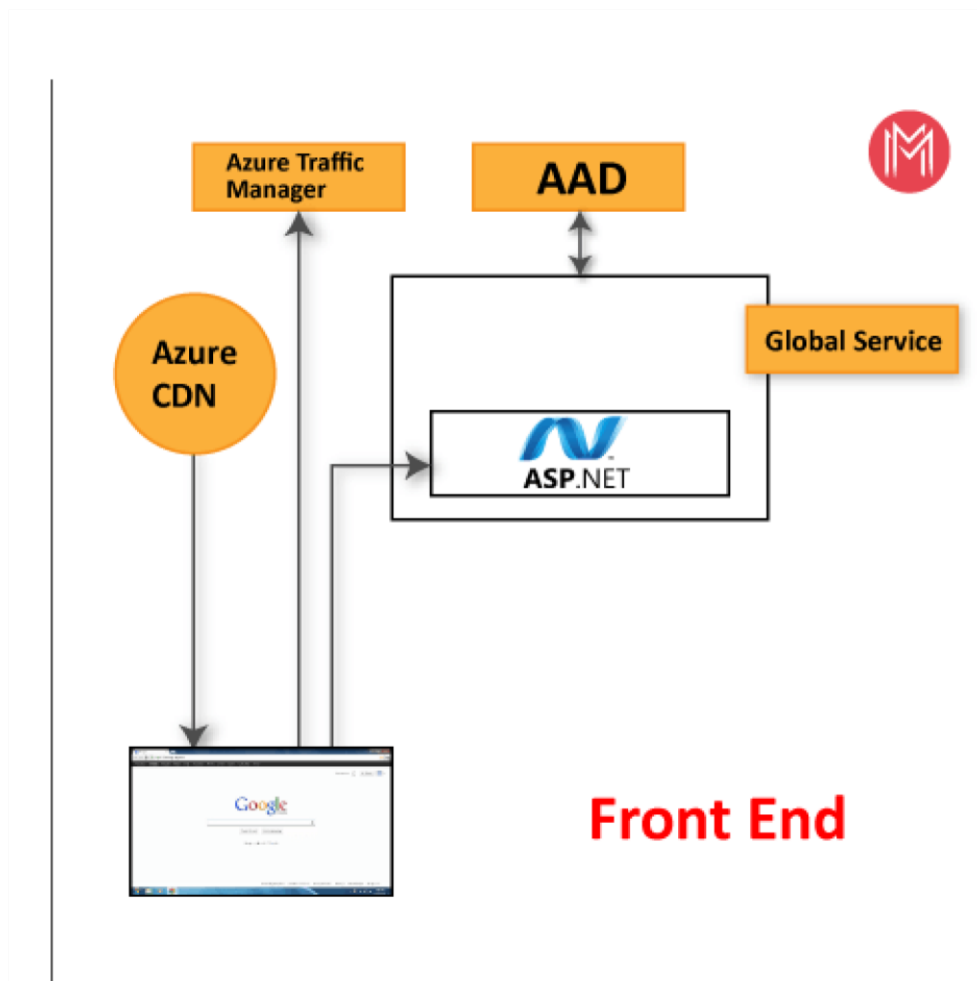 Azure Traffic
Manager
AAD
Azure
CDN
Global Service
ASP.NET
Google
Front End